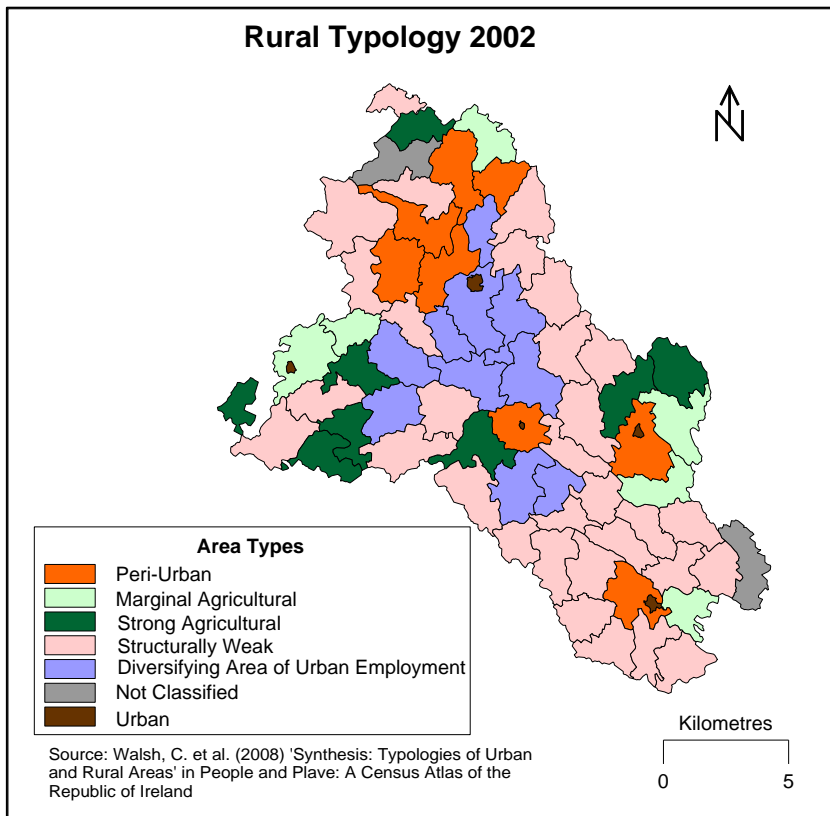 Rural Typology 2002
N
Area Types
Peri-Urban
Marginal Agricultural
Strong Agricultural
Structurally Weak
Diversifying Area of Urban Employment
Not Classified
Urban
Source: Walsh, C. et al. (2008) 'Synthesis: Typologies of Urban
and Rural Areas' in People and Plave: A Census Atlas of the
Republic of Ireland
Kilometres
0 5